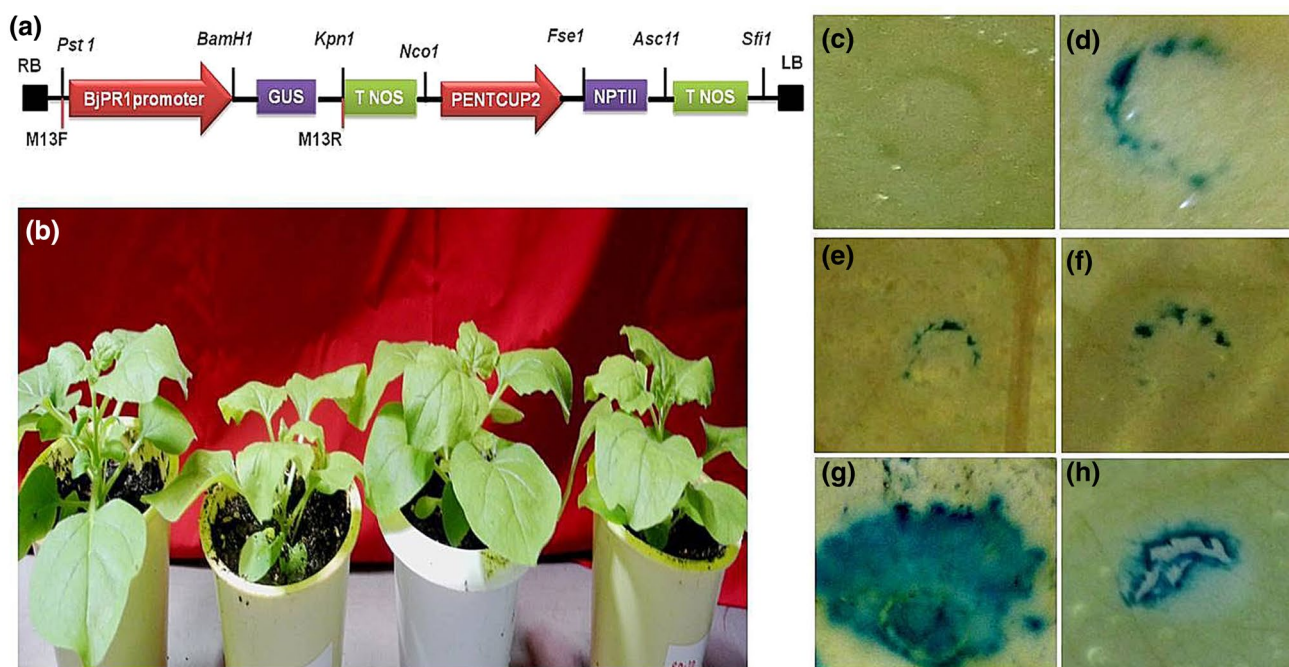 (a)
Pst 1 BamH1 Kpn1 Nco1 Fse1 Asc11 Sfi1
RB LB
BjPR1promoter GUS T NOS PENTCUP2 NPTII T NOS
M13F M13R
(b)
(c) (d)
(e) (f)
(g) (h)